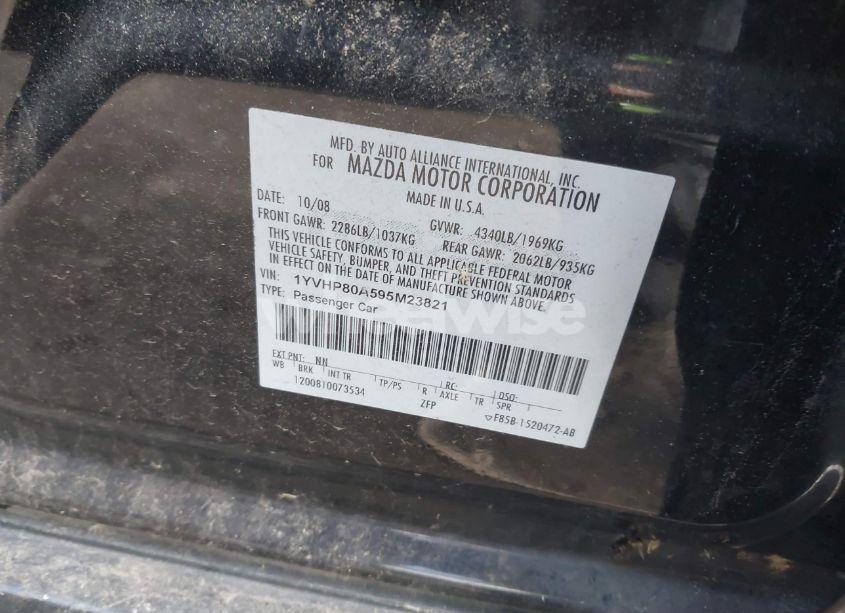 MFD. BY AUTO ALLIANCE INTERNATIONAL, INC.
FOR MAZDA MOTOR CORPORATION
MADE IN U.S.A.
DATE: 10/08 GVWR: 4340LB/1969KG
FRONT GAWR: 2286LB/1037KG REAR GAWR: 2062LB/935KG
THIS VEHICLE CONFORMS TO ALL APPLICABLE FEDERAL MOTOR
VEHICLE SAFETY, BUMPER, AND THEFT PREVENTION STANDARDS
IN EFFECT ON THE DATE OF MANUFACTURE SHOWN ABOVE.
VIN: 1YVHP80A595M23821
TYPE: Passenger Car
EXT PNT: NN RC: DSO:
WB BRK INT TR TP/PS R AXLE TR SPR
1200810073534 ZFP
F85B-1520472-AB